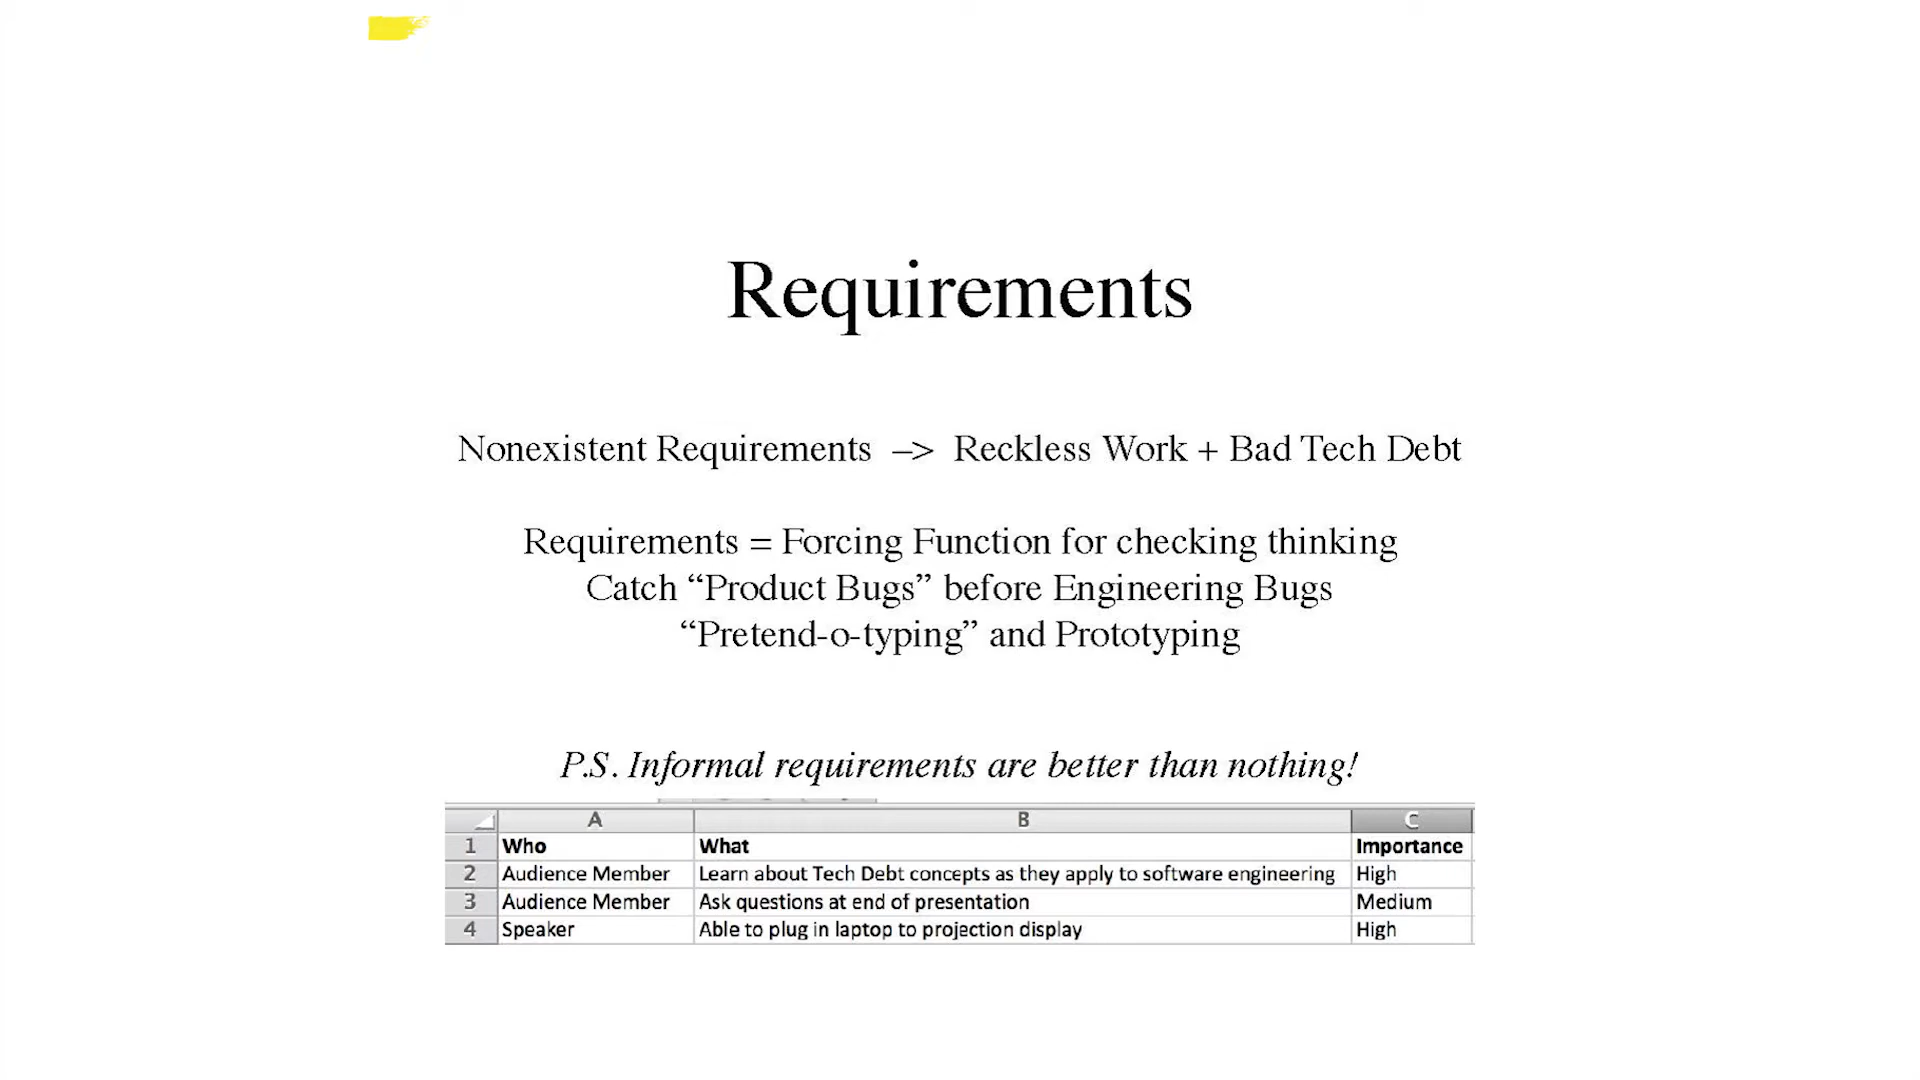 Requirements
Nonexistent Requirements –> Reckless Work + Bad Tech Debt
Requirements = Forcing Function for checking thinking
Catch “Product Bugs” before Engineering Bugs
“Pretend-o-typing” and Prototyping
P.S. Informal requirements are better than nothing!
A B C
1 Who What Importance
2 Audience Member Learn about Tech Debt concepts as they apply to software engineering High
3 Audience Member Ask questions at end of presentation Medium
4 Speaker Able to plug in laptop to projection display High